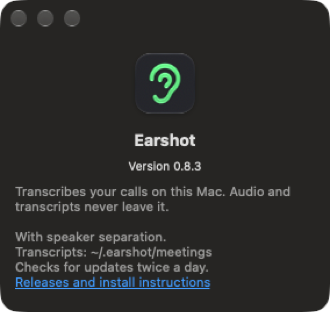 Earshot
Version 0.8.3
Transcribes your calls on this Mac. Audio and
transcripts never leave it.
With speaker separation.
Transcripts: ~/.earshot/meetings
Checks for updates twice a day.
Releases and install instructions